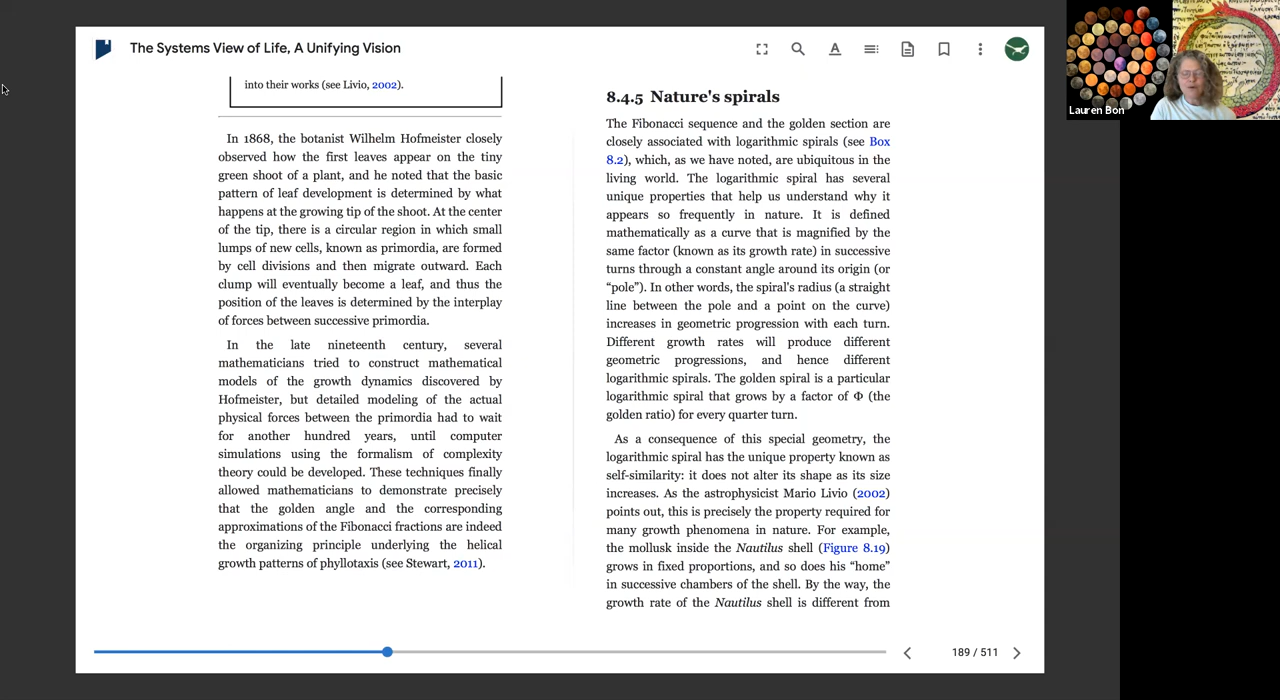 The Systems View of Life, A Unifying Vision
into their works (see Livio, 2002).
In 1868, the botanist Wilhelm Hofmeister closely
observed how the first leaves appear on the tiny
green shoot of a plant, and he noted that the basic
pattern of leaf development is determined by what
happens at the growing tip of the shoot. At the center
of the tip, there is a circular region in which small
lumps of new cells, known as primordia, are formed
by cell divisions and then migrate outward. Each
clump will eventually become a leaf, and thus the
position of the leaves is determined by the interplay
of forces between successive primordia.
In the late nineteenth century, several
mathematicians tried to construct mathematical
models of the growth dynamics discovered by
Hofmeister, but detailed modeling of the actual
physical forces between the primordia had to wait
for another hundred years, until computer
simulations using the formalism of complexity
theory could be developed. These techniques finally
allowed mathematicians to demonstrate precisely
that the golden angle and the corresponding
approximations of the Fibonacci fractions are indeed
the organizing principle underlying the helical
growth patterns of phyllotaxis (see Stewart, 2011).
8.4.5 Nature's spirals
The Fibonacci sequence and the golden section are
closely associated with logarithmic spirals (see Box
8.2), which, as we have noted, are ubiquitous in the
living world. The logarithmic spiral has several
unique properties that help us understand why it
appears so frequently in nature. It is defined
mathematically as a curve that is magnified by the
same factor (known as its growth rate) in successive
turns through a constant angle around its origin (or
“pole”). In other words, the spiral's radius (a straight
line between the pole and a point on the curve)
increases in geometric progression with each turn.
Different growth rates will produce different
geometric progressions, and hence different
logarithmic spirals. The golden spiral is a particular
logarithmic spiral that grows by a factor of Φ (the
golden ratio) for every quarter turn.
As a consequence of this special geometry, the
logarithmic spiral has the unique property known as
self-similarity: it does not alter its shape as its size
increases. As the astrophysicist Mario Livio (2002)
points out, this is precisely the property required for
many growth phenomena in nature. For example,
the mollusk inside the Nautilus shell (Figure 8.19)
grows in fixed proportions, and so does his “home”
in successive chambers of the shell. By the way, the
growth rate of the Nautilus shell is different from
189 / 511
Lauren Bon